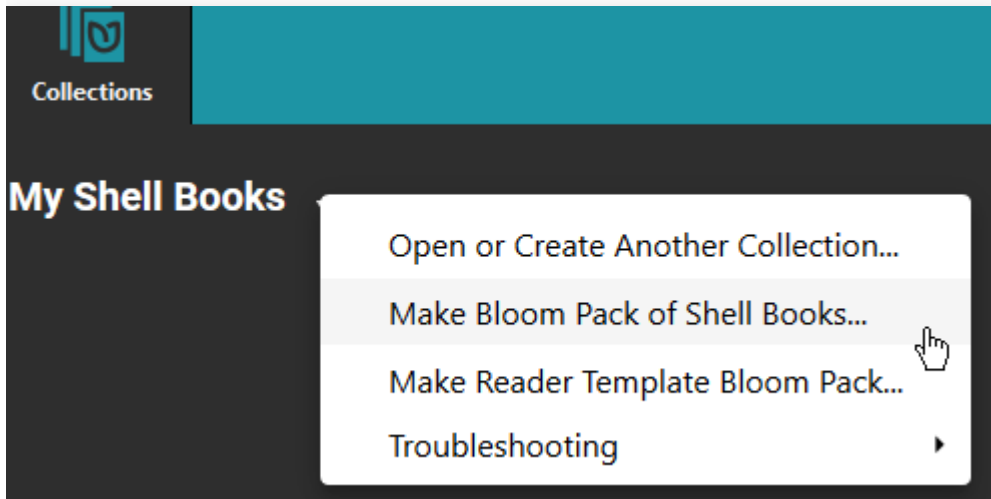 Collections
My Shell Books
Open or Create Another Collection...
Make Bloom Pack of Shell Books...
Make Reader Template Bloom Pack...
Troubleshooting